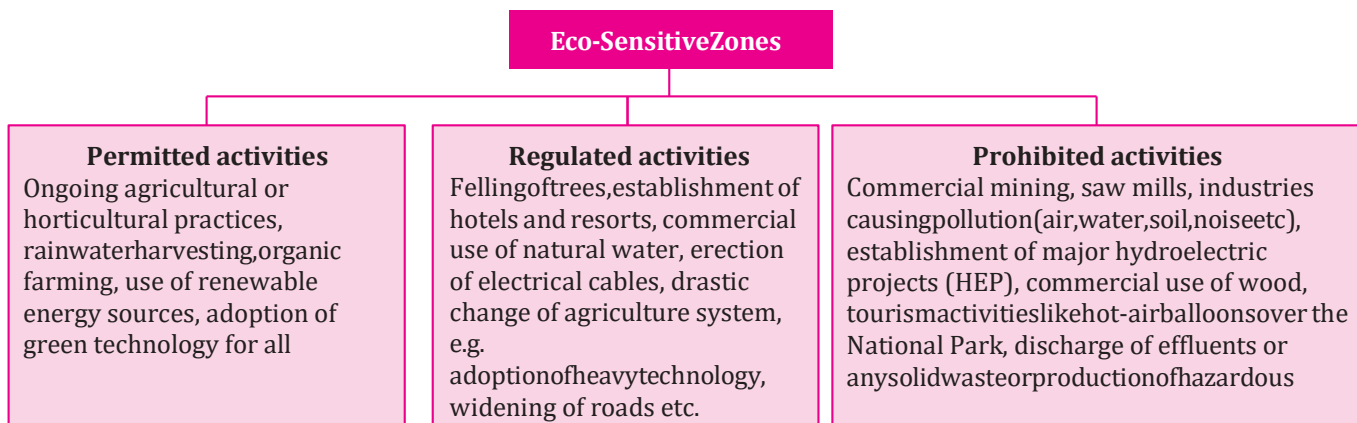 Eco-SensitiveZones
Permitted activities
Ongoing agricultural or
horticultural practices,
rainwaterharvesting,organic
farming, use of renewable
energy sources, adoption of
green technology for all
Regulated activities
Fellingoftrees,establishment of
hotels and resorts, commercial
use of natural water, erection
of electrical cables, drastic
change of agriculture system,
e.g.
adoptionofheavytechnology,
widening of roads etc.
Prohibited activities
Commercial mining, saw mills, industries
causingpollution(air,water,soil,noiseetc),
establishment of major hydroelectric
projects (HEP), commercial use of wood,
tourismactivitieslikehot-airballoonsover the
National Park, discharge of effluents or
anysolidwasteorproductionofhazardous